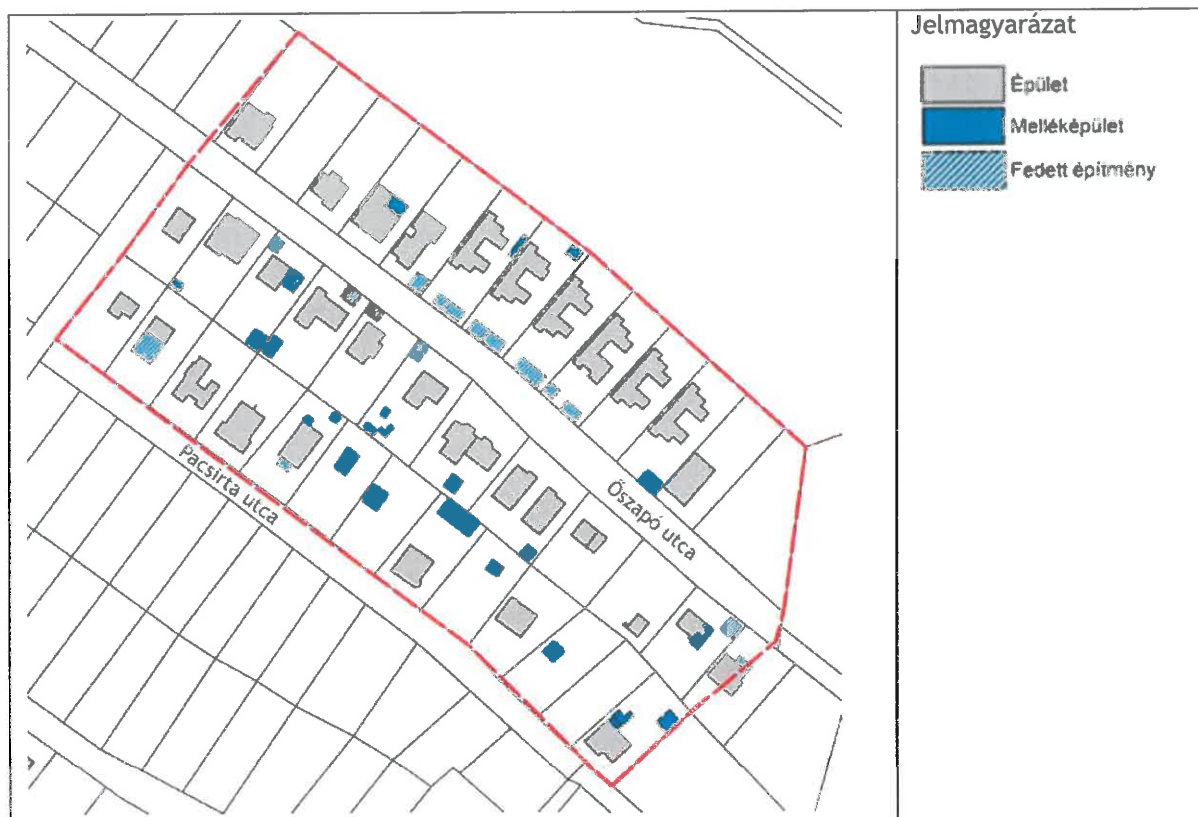 Jelmagyarázat
Épület
Melléképület
Fedett építmény
Pacsirta utca
Őszapó utca